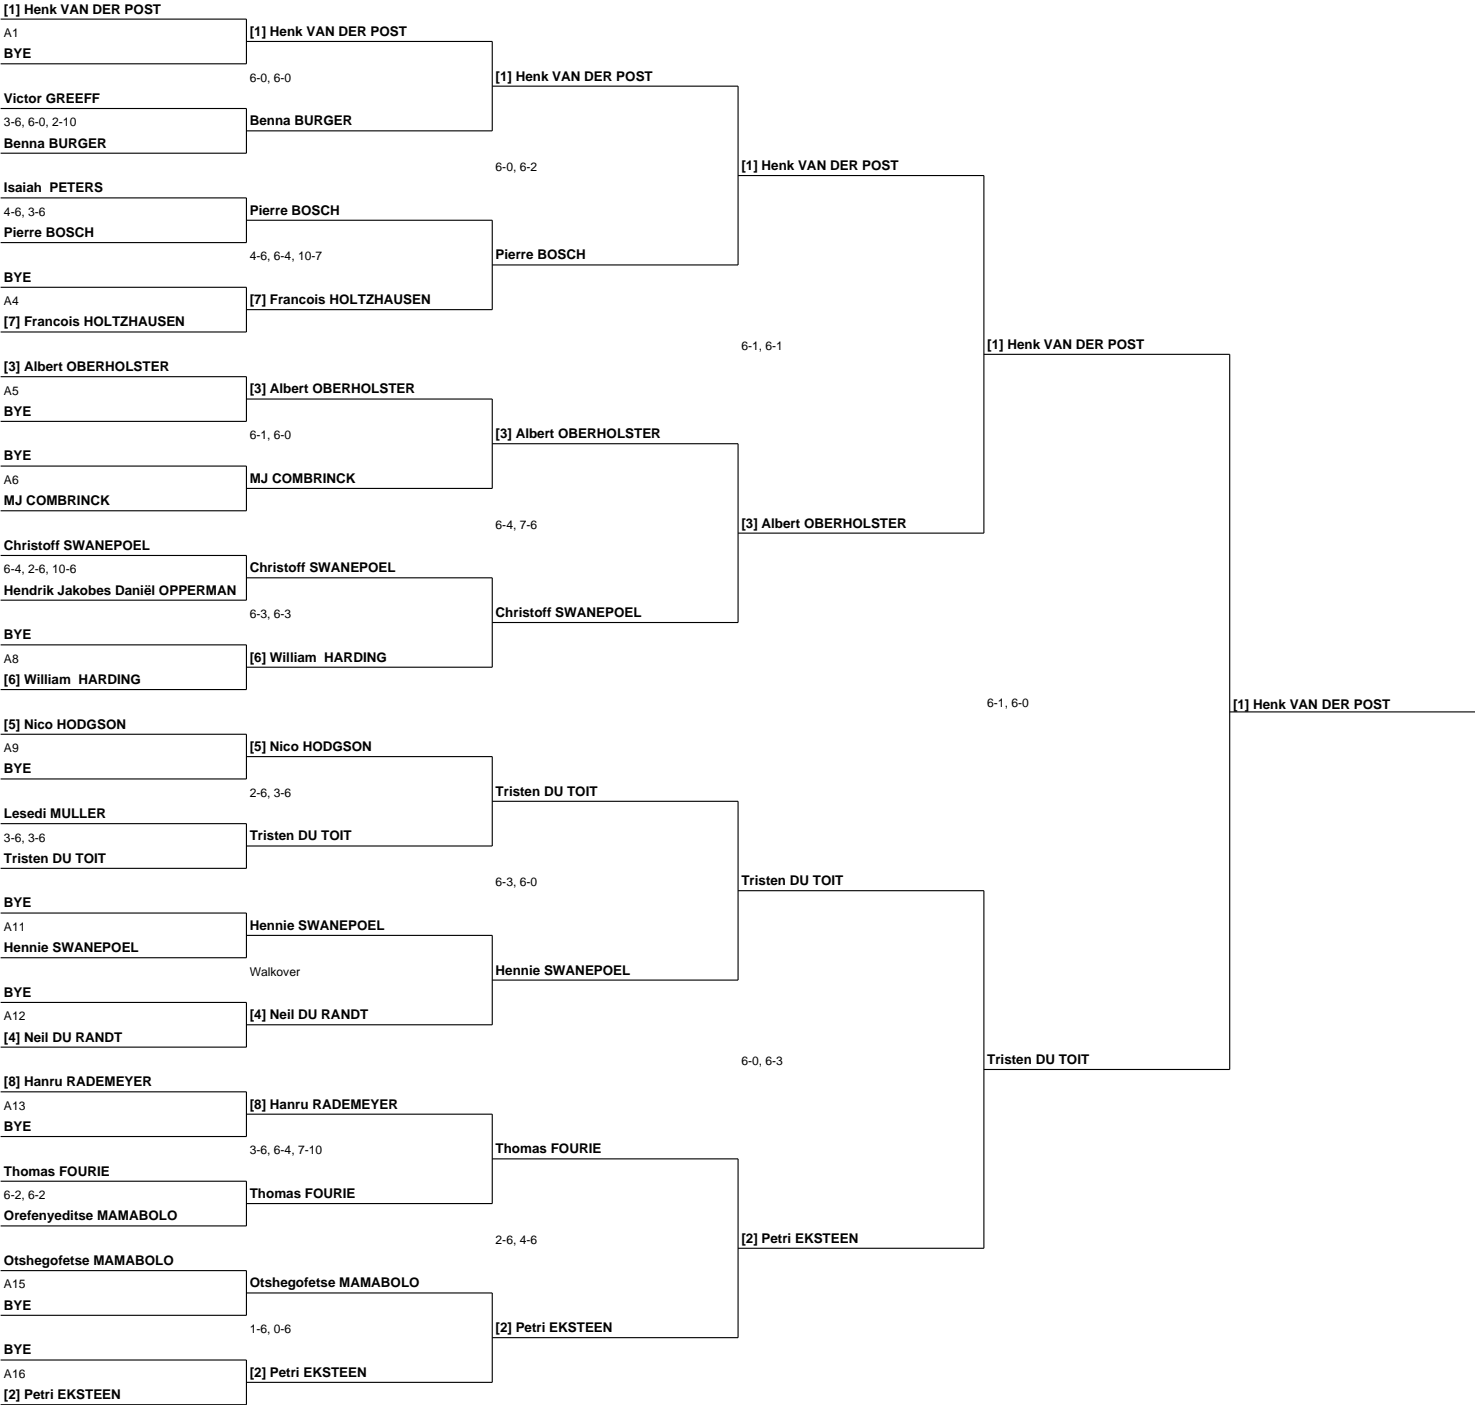 [1] Henk VAN DER POST
A1
BYE
Victor GREEFF
3-6, 6-0, 2-10
Benna BURGER
Isaiah  PETERS
4-6, 3-6
Pierre BOSCH
BYE
A4
[7] Francois HOLTZHAUSEN
[3] Albert OBERHOLSTER
A5
BYE
BYE
A6
MJ COMBRINCK
Christoff SWANEPOEL
6-4, 2-6, 10-6
Hendrik Jakobes Daniël OPPERMAN
BYE
A8
[6] William  HARDING
[5] Nico HODGSON
A9
BYE
Lesedi MULLER
3-6, 3-6
Tristen DU TOIT
BYE
A11
Hennie SWANEPOEL
BYE
A12
[4] Neil DU RANDT
[8] Hanru RADEMEYER
A13
BYE
Thomas FOURIE
6-2, 6-2
Orefenyeditse MAMABOLO
Otshegofetse MAMABOLO
A15
BYE
BYE
A16
[2] Petri EKSTEEN
[1] Henk VAN DER POST
6-0, 6-0
Benna BURGER
Pierre BOSCH
4-6, 6-4, 10-7
[7] Francois HOLTZHAUSEN
[3] Albert OBERHOLSTER
6-1, 6-0
MJ COMBRINCK
Christoff SWANEPOEL
6-3, 6-3
[6] William  HARDING
[5] Nico HODGSON
2-6, 3-6
Tristen DU TOIT
Hennie SWANEPOEL
Walkover
[4] Neil DU RANDT
[8] Hanru RADEMEYER
3-6, 6-4, 7-10
Thomas FOURIE
Otshegofetse MAMABOLO
1-6, 0-6
[2] Petri EKSTEEN
[1] Henk VAN DER POST
6-0, 6-2
Pierre BOSCH
[3] Albert OBERHOLSTER
6-4, 7-6
Christoff SWANEPOEL
Tristen DU TOIT
6-3, 6-0
Hennie SWANEPOEL
Thomas FOURIE
2-6, 4-6
[2] Petri EKSTEEN
[1] Henk VAN DER POST
6-1, 6-1
[3] Albert OBERHOLSTER
Tristen DU TOIT
6-0, 6-3
[2] Petri EKSTEEN
[1] Henk VAN DER POST
6-1, 6-0
Tristen DU TOIT
[1] Henk VAN DER POST